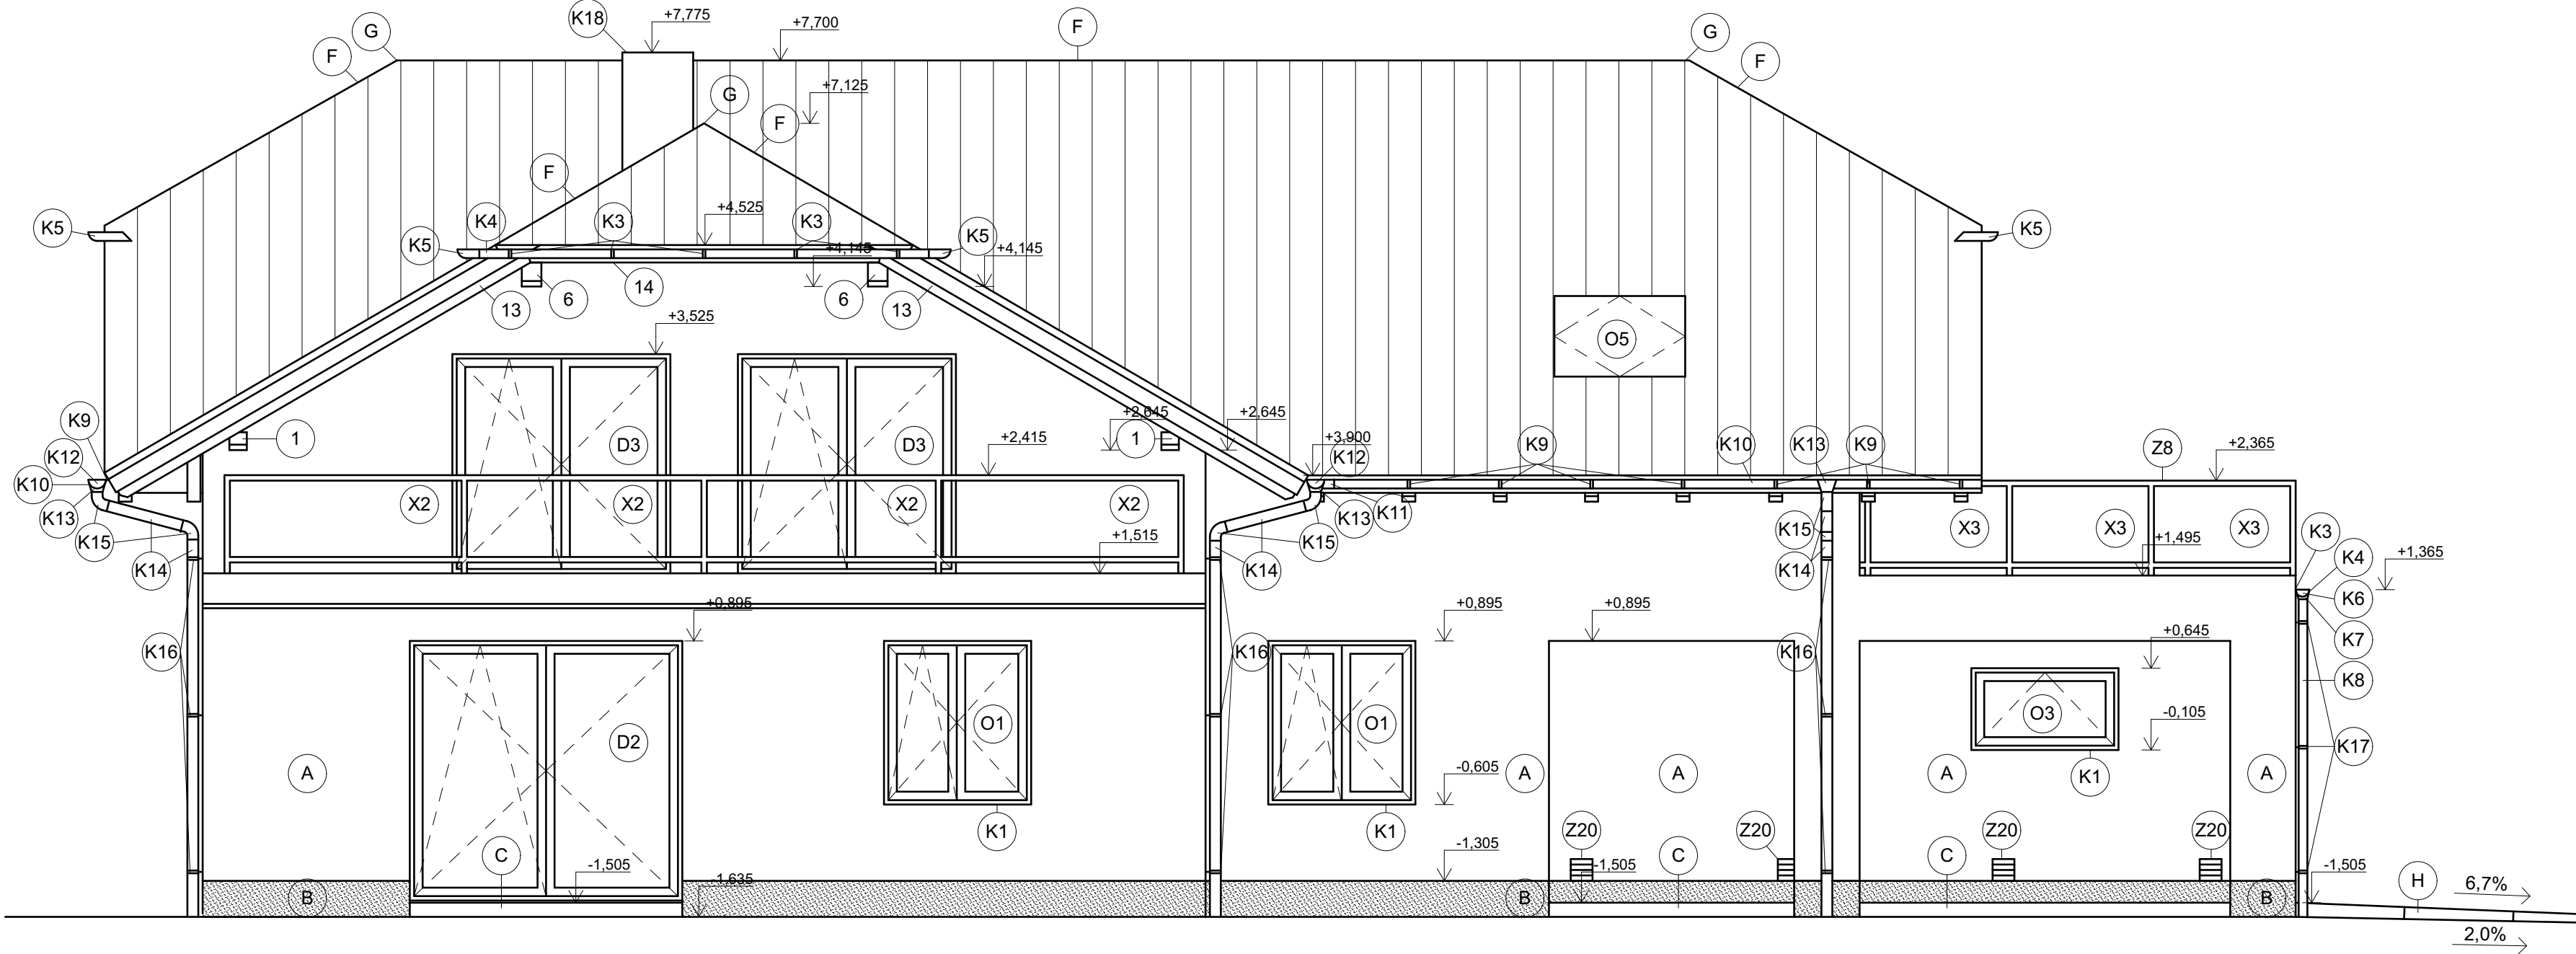 K18
+7,775
+7,700
F
G
G
F
F
+7,125
G
F
F
K5
K4
K3
+4,525
K3
K5
K5
K5
+4,145
+4,145
13
6
14
6
13
+3,525
O5
K9
1
D3
D3
+2,645
1
+2,645
+3,900
K12
K9
K10
K13
K9
Z8
+2,365
+2,415
K12
K10
K13
K15
K14
X2
X2
X2
X2
K13
K11
K15
K14
K15
K14
X3
X3
X3
K3
+1,515
+1,495
K4
+1,365
K6
K7
K8
+0,895
+0,895
+0,895
+0,645
K16
K16
K16
O1
O1
O3
-0,105
D2
K17
A
-0,605
A
A
A
A
K1
K1
K1
Z20
Z20
Z20
Z20
C
-1,505
-1,305
-1,505
C
C
-1,505
-1,635
H
6,7%
B
B
B
2,0%